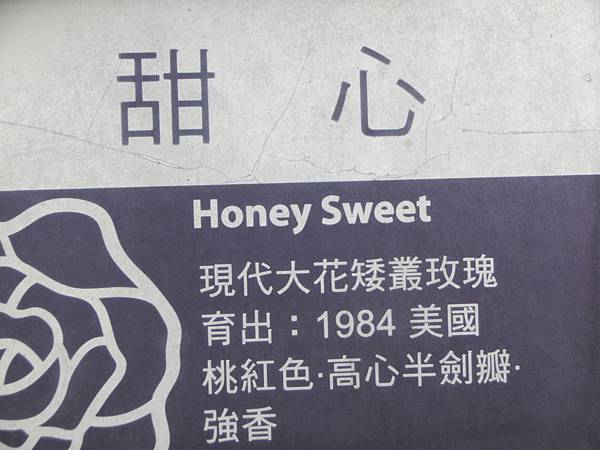 甜心
Honey Sweet
現代大花矮叢玫瑰
育出：1984 美國
桃紅色·高心半劍瓣·
強香